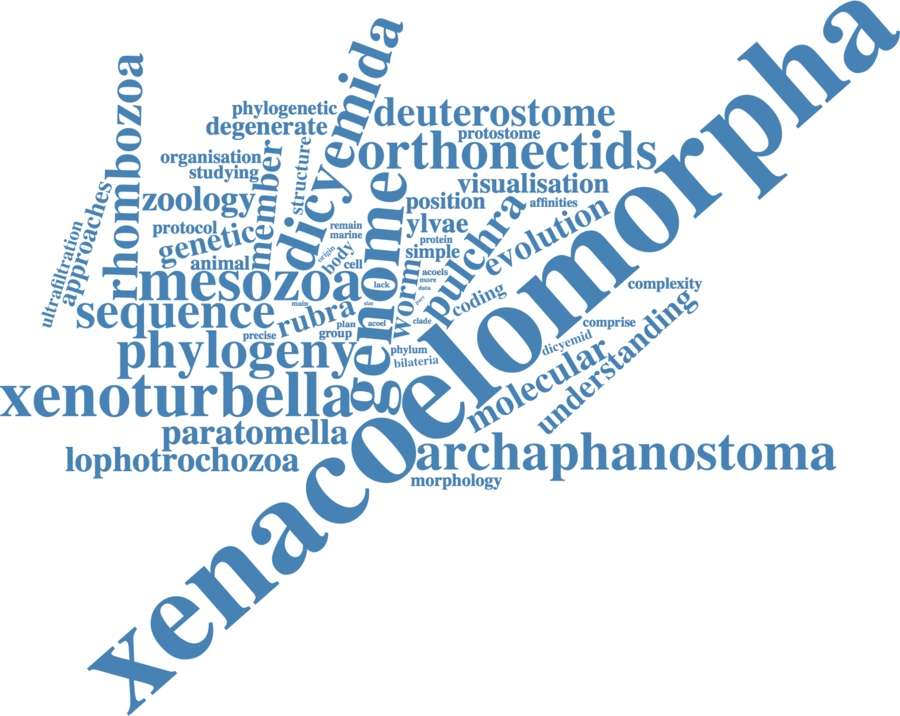 xenacoelomorpha
dicyemida
rhombozoa
phylogenetic
deuterostome
degenerate
protostome
orthonectids
organisation
studying
structure
member
visualisation
zoology
position
affinities
approaches
ultrafiltration
protocol
genetic
remain
marine
ylvae
pulchra
evolution
protein
simple
origin
body
cell
animal
genome
worm
acoels
more
data
mesozoa
lack
complexity
main
size
coding
sequence
rubra
plan
acoel
clade
comprise
understanding
precise
group
phylogeny
phylum
bilateria
dicyemid
molecular
xenoturbella
paratomella
lophotrochozoa
archaphanostoma
morphology